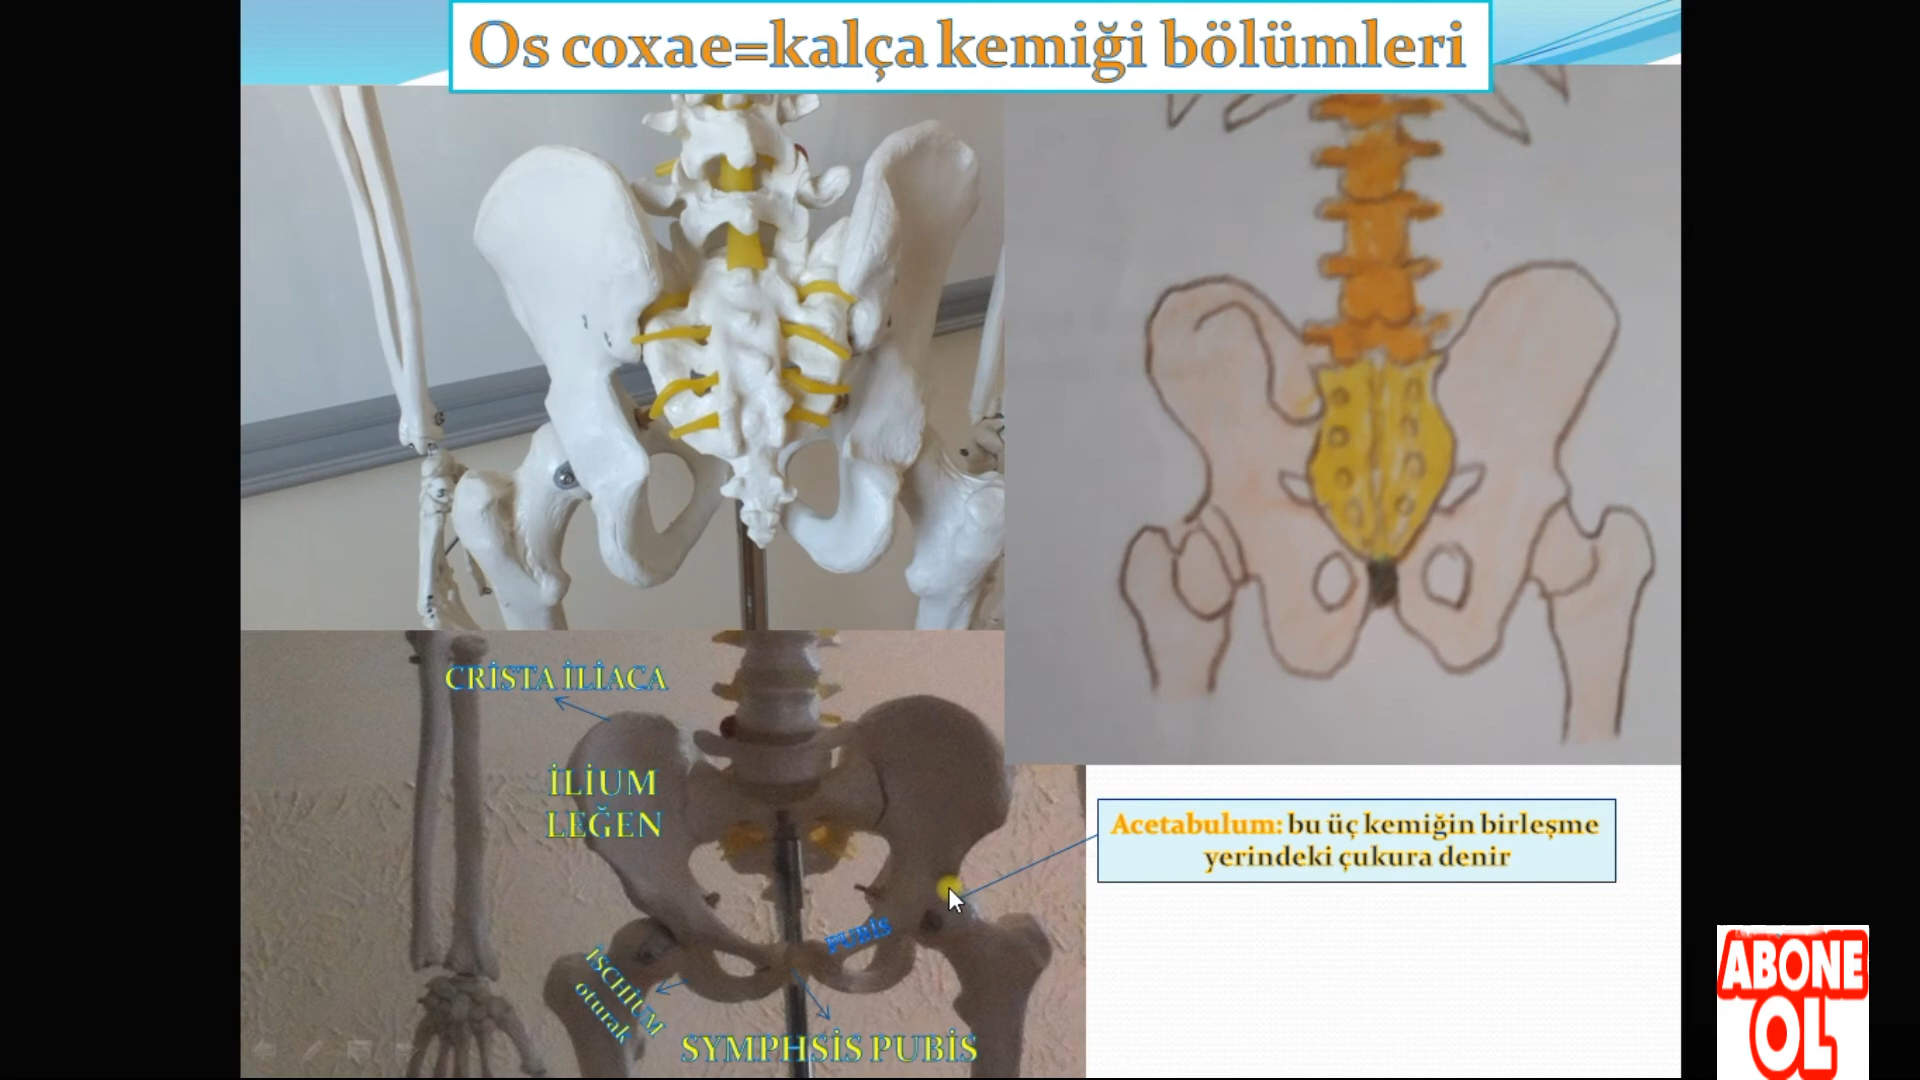 Os coxae=kalça kemiği bölümleri
CRİSTA İLİACA
İLİUM
LEĞEN
Acetabulum: bu üç kemiğin birleşme
yerindeki çukura denir
PUBİS
İSCHİUM
oturak
SYMPHSİS PUBİS
ABONE
OL